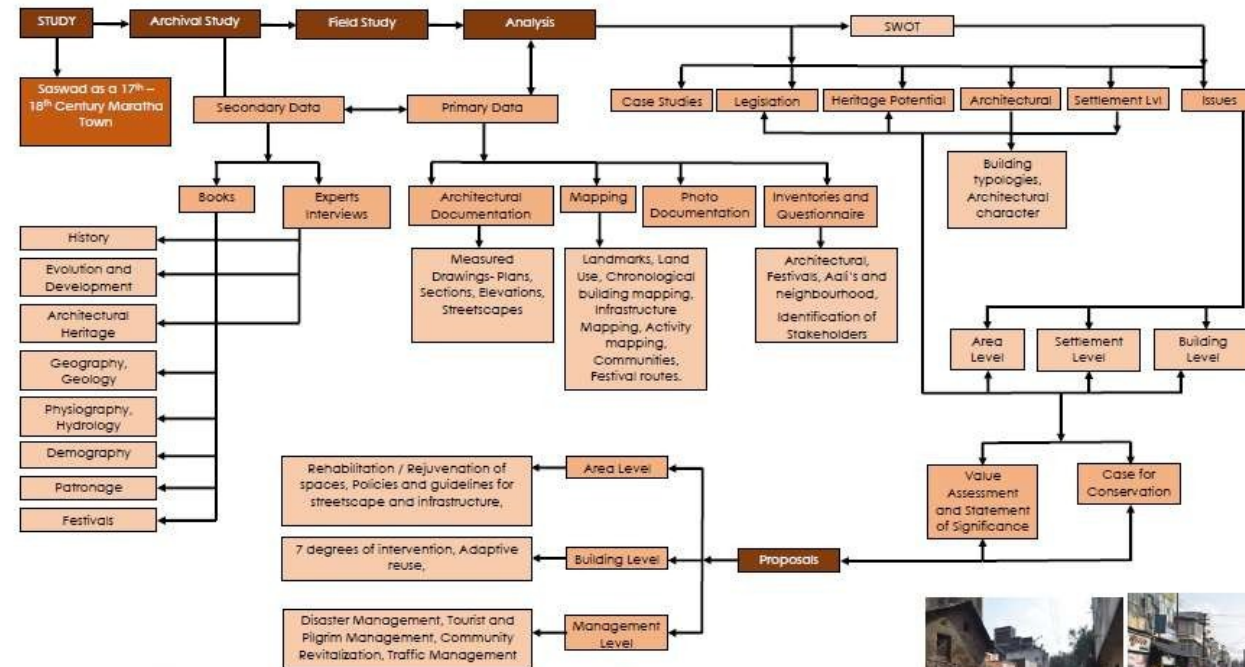 STUDY
Archival Study
Field Study
Analysis
SWOT
Saswad as a 17th –
18th Century Maratha
Town
Secondary Data
Primary Data
Case Studies
Legislation
Heritage Potential
Architectural
Settlement Lvl
Issues
Building
typologies,
Architectural
character
Books
Experts
Interviews
Architectural
Documentation
Mapping
Photo
Documentation
Inventories and
Questionnaire
History
Evolution and
Development
Architectural
Heritage
Geography,
Geology
Physiography,
Hydrology
Demography
Patronage
Festivals
Measured
Drawings- Plans,
Sections, Elevations,
Streetscapes
Landmarks, Land
Use, Chronological
building mapping,
Infrastructure
Mapping, Activity
mapping,
Communities,
Festival routes.
Architectural,
Festivals, Aali's and
neighbourhood,
Identification of
Stakeholders
Area
Level
Settlement
Level
Building
Level
Value
Assessment
and Statement
of Significance
Case for
Conservation
Proposals
Area Level
Rehabilitation / Rejuvenation of
spaces, Policies and guidelines for
streetscape and infrastructure,
Building Level
7 degrees of intervention, Adaptive
reuse,
Management
Level
Disaster Management, Tourist and
Pilgrim Management, Community
Revitalization, Traffic Management